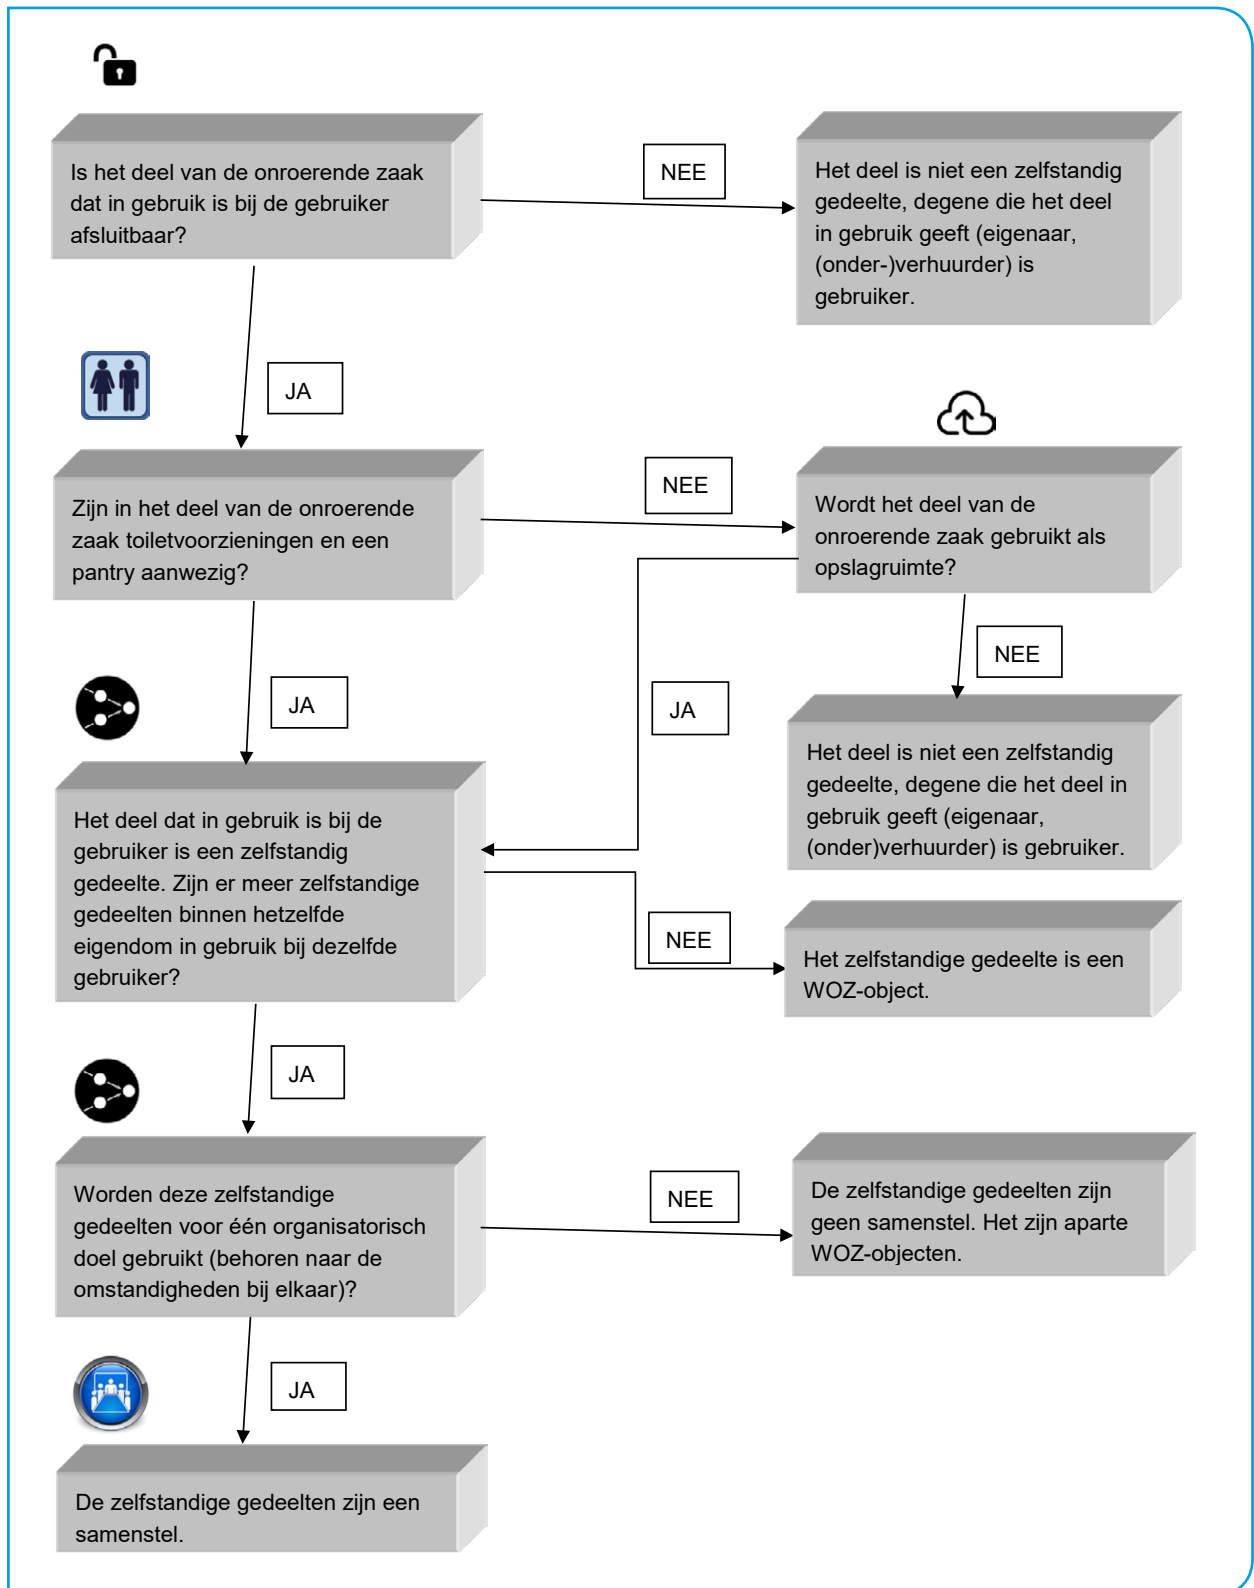 Is het deel van de onroerende zaak
dat in gebruik is bij de gebruiker
afsluitbaar?
NEE
Het deel is niet een zelfstandig
gedeelte, degene die het deel
in gebruik geeft (eigenaar,
(onder-)verhuurder) is
gebruiker.
JA
Zijn in het deel van de onroerende
zaak toiletvoorzieningen en een
pantry aanwezig?
NEE
Wordt het deel van de
onroerende zaak gebruikt als
opslagruimte?
NEE
JA
JA
Het deel is niet een zelfstandig
gedeelte, degene die het deel in
gebruik geeft (eigenaar,
(onder)verhuurder) is gebruiker.
Het deel dat in gebruik is bij de
gebruiker is een zelfstandig
gedeelte. Zijn er meer zelfstandige
gedeelten binnen hetzelfde
eigendom in gebruik bij dezelfde
gebruiker?
NEE
Het zelfstandige gedeelte is een
WOZ-object.
JA
Worden deze zelfstandige
gedeelten voor één organisatorisch
doel gebruikt (behoren naar de
omstandigheden bij elkaar)?
NEE
De zelfstandige gedeelten zijn
geen samenstel. Het zijn aparte
WOZ-objecten.
JA
De zelfstandige gedeelten zijn een
samenstel.